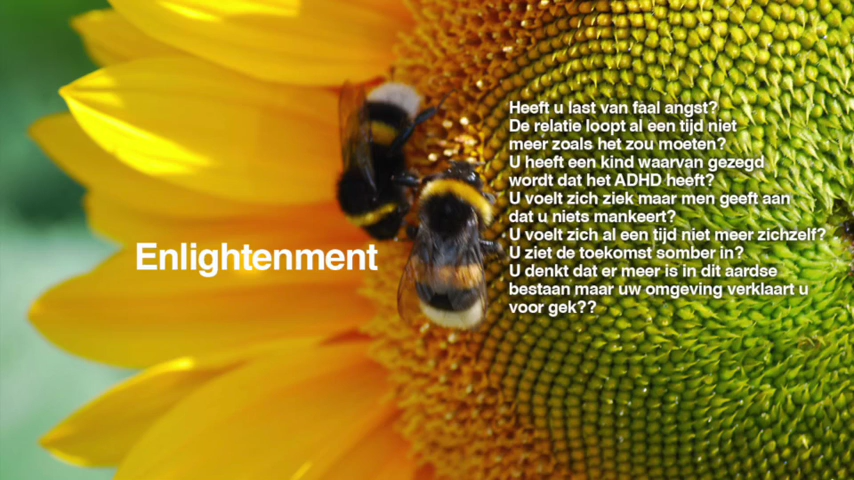 Enlightenment
Heeft u last van faal angst?
De relatie loopt al een tijd niet
meer zoals het zou moeten?
U heeft een kind waarvan gezegd
wordt dat het ADHD heeft?
U voelt zich ziek maar men geeft aan
dat u niets mankeert?
U voelt zich al een tijd niet meer zichzelf?
U ziet de toekomst somber in?
U denkt dat er meer is in dit aardse
bestaan maar uw omgeving verklaart u
voor gek??